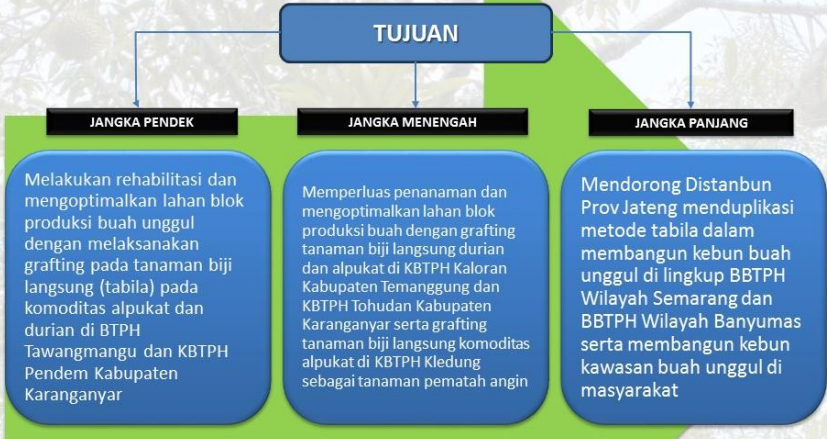 TUJUAN
JANGKA PENDEK
Melakukan rehabilitasi dan
mengoptimalkan lahan blok
produksi buah unggul
dengan melaksanakan
grafting pada tanaman biji
langsung (tabila) pada
komoditas alpukat dan
durian di BTPH
Tawangmangu dan KBTPH
Pendem Kabupaten
Karanganyar
JANGKA MENENGAH
Memperluas penanaman dan
mengoptimalkan lahan blok
produksi buah dengan grafting
tanaman biji langsung durian
dan alpukat di KBTPH Kaloran
Kabupaten Temanggung dan
KBTPH Tohudan Kabupaten
Karanganyar serta grafting
tanaman biji langsung komoditas
alpukat di KBTPH Kledung
sebagai tanaman pematah angin
JANGKA PANJANG
Mendorong Distanbun
Prov Jateng menduplikasi
metode tabila dalam
membangun kebun buah
unggul di lingkup BBTPH
Wilayah Semarang dan
BBTPH Wilayah Banyumas
serta membangun kebun
kawasan buah unggul di
masyarakat